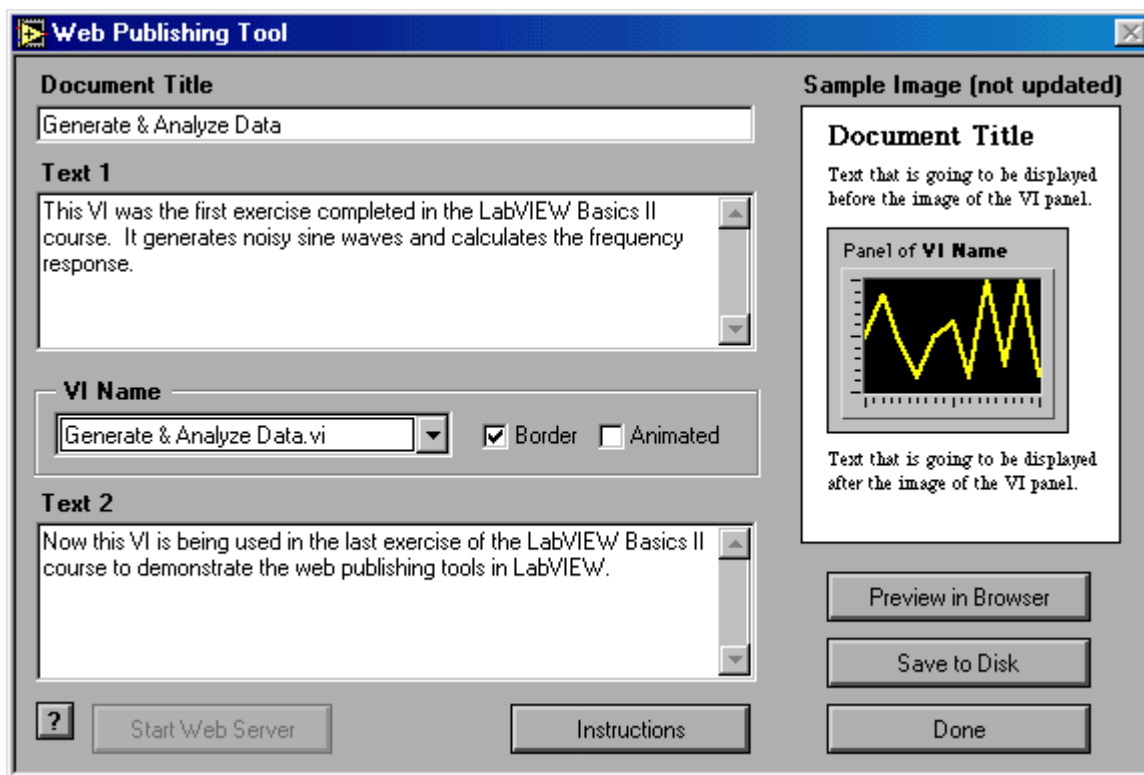 Web Publishing Tool
Document Title
Generate & Analyze Data
Text 1
This VI was the first exercise completed in the LabVIEW Basics II
course.  It generates noisy sine waves and calculates the frequency
response.
VI Name
Generate & Analyze Data.vi
Border
Animated
Text 2
Now this VI is being used in the last exercise of the LabVIEW Basics II
course to demonstrate the web publishing tools in LabVIEW.
?
Start Web Server
Instructions
Sample Image (not updated)
Document Title
Text that is going to be displayed
before the image of the VI panel.
Panel of VI Name
Text that is going to be displayed
after the image of the VI panel.
Preview in Browser
Save to Disk
Done